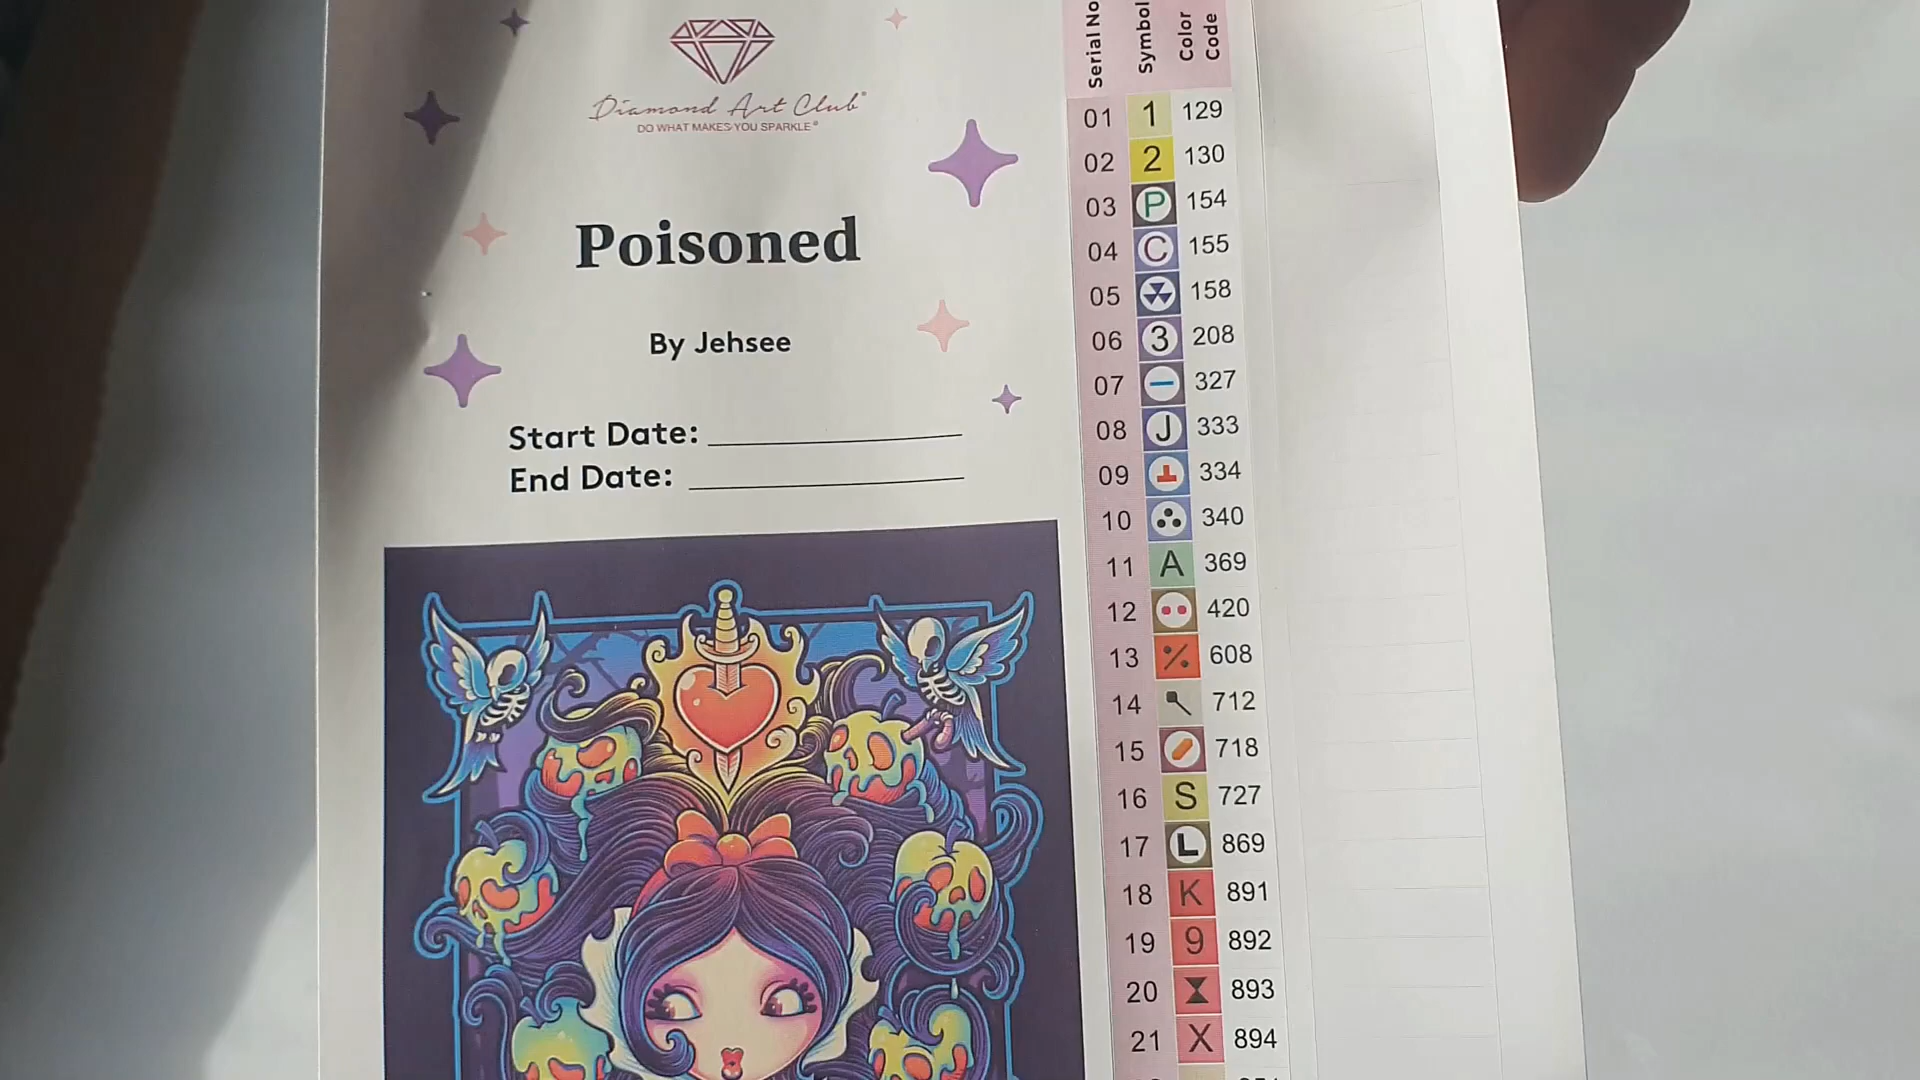 Diamond Art Club®
DO WHAT MAKES YOU SPARKLE®
Poisoned
By Jehsee
Start Date:
End Date:
Serial No
Symbol
Color Code
01 1 129
02 2 130
03 P 154
04 C 155
05 158
06 3 208
07 327
08 J 333
09 334
10 340
11 A 369
12 420
13 ⁒ 608
14 712
15 718
16 S 727
17 L 869
18 K 891
19 9 892
20 893
21 X 894